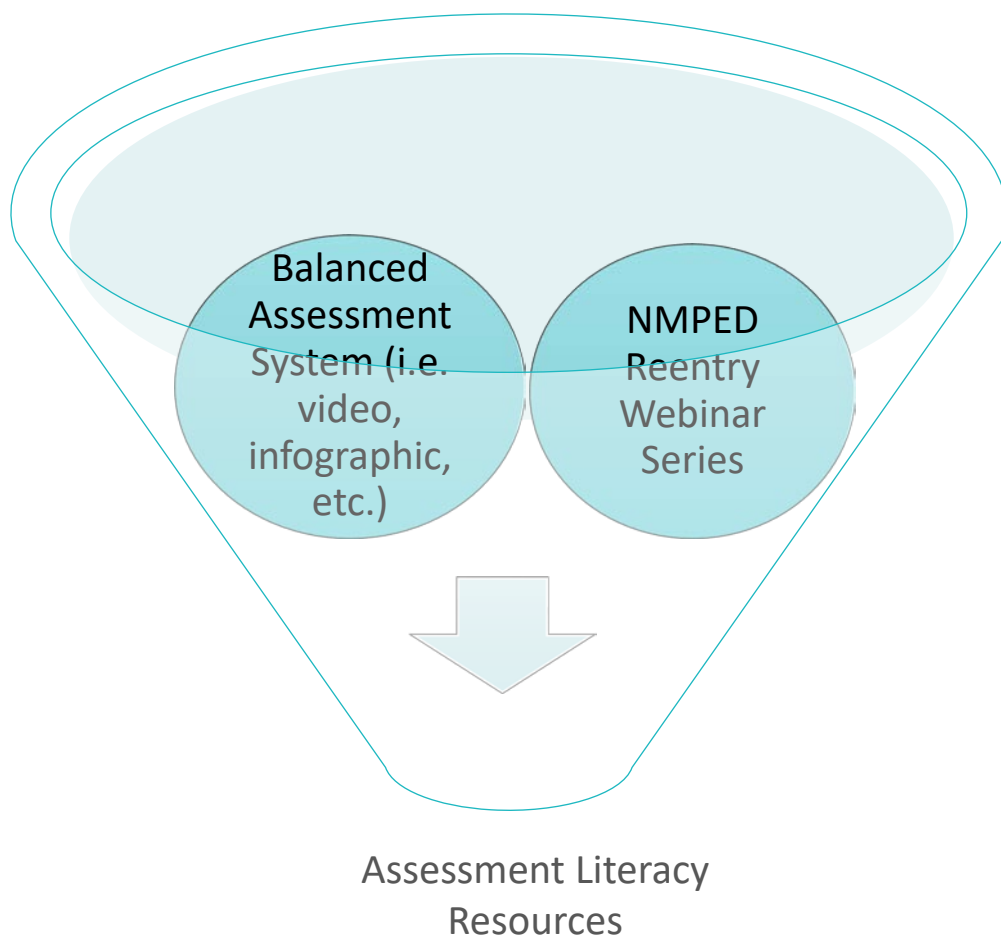 Balanced
Assessment
System (i.e.
video,
infographic,
etc.)
NMPED
Reentry
Webinar
Series
Assessment Literacy
Resources